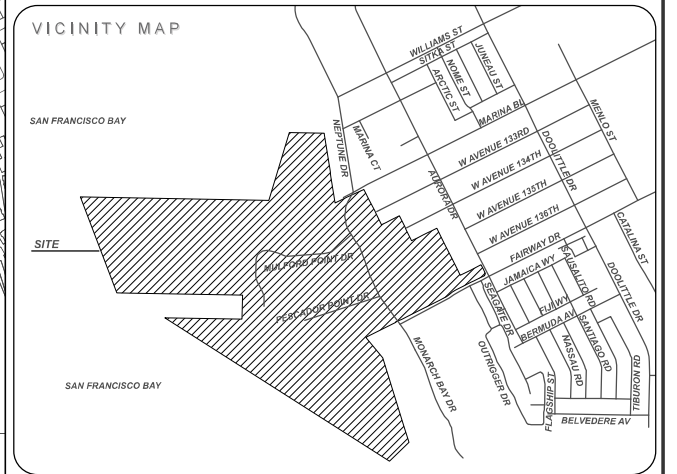 VICINITY MAP
WILLIAMS ST
SITKA ST
JUNEAU ST
NOME ST
ARCTIC ST
MARINA BL
MENLO ST
SAN FRANCISCO BAY
NEPTUNE DR
MARINA CT
W AVENUE 133RD
DOOLITTLE DR
W AVENUE 134TH
AURORA DR
W AVENUE 135TH
W AVENUE 136TH
CATALINA ST
SITE
FAIRWAY DR
MULFORD POINT DR
JAMAICA WY
SAUSALITO RD
DOOLITTLE DR
PESCADOR POINT DR
SEAGATE DR
FIJI WY
BERMUDA AV
SANTIAGO RD
NASSAU RD
MONARCH BAY DR
OUTRIGGER DR
SAN FRANCISCO BAY
FLAGSHIP ST
TIBURON RD
BELVEDERE AV